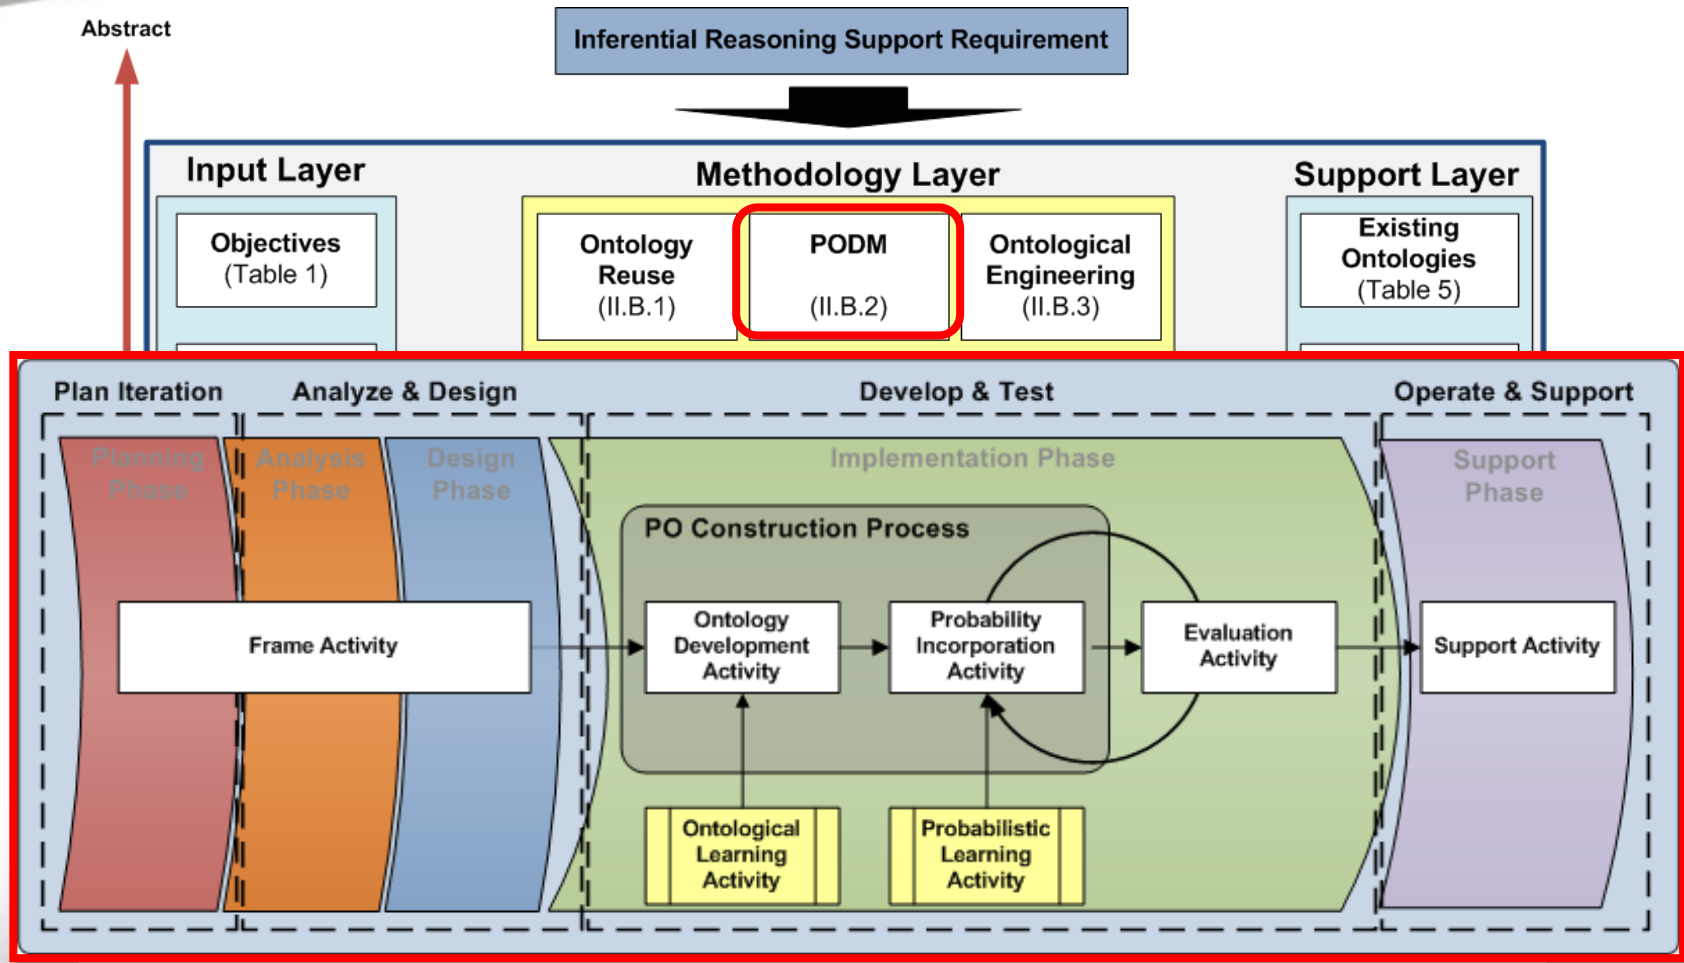 Abstract
Inferential Reasoning Support Requirement
Input Layer
Methodology Layer
Support Layer
Objectives
(Table 1)
Ontology
Reuse
(II.B.1)
PODM
(II.B.2)
Ontological
Engineering
(II.B.3)
Existing
Ontologies
(Table 5)
Plan Iteration
Analyze & Design
Develop & Test
Operate & Support
Planning
Phase
Analysis
Phase
Design
Phase
Implementation Phase
Support
Phase
PO Construction Process
Frame Activity
Ontology
Development
Activity
Probability
Incorporation
Activity
Evaluation
Activity
Support Activity
Ontological
Learning
Activity
Probabilistic
Learning
Activity